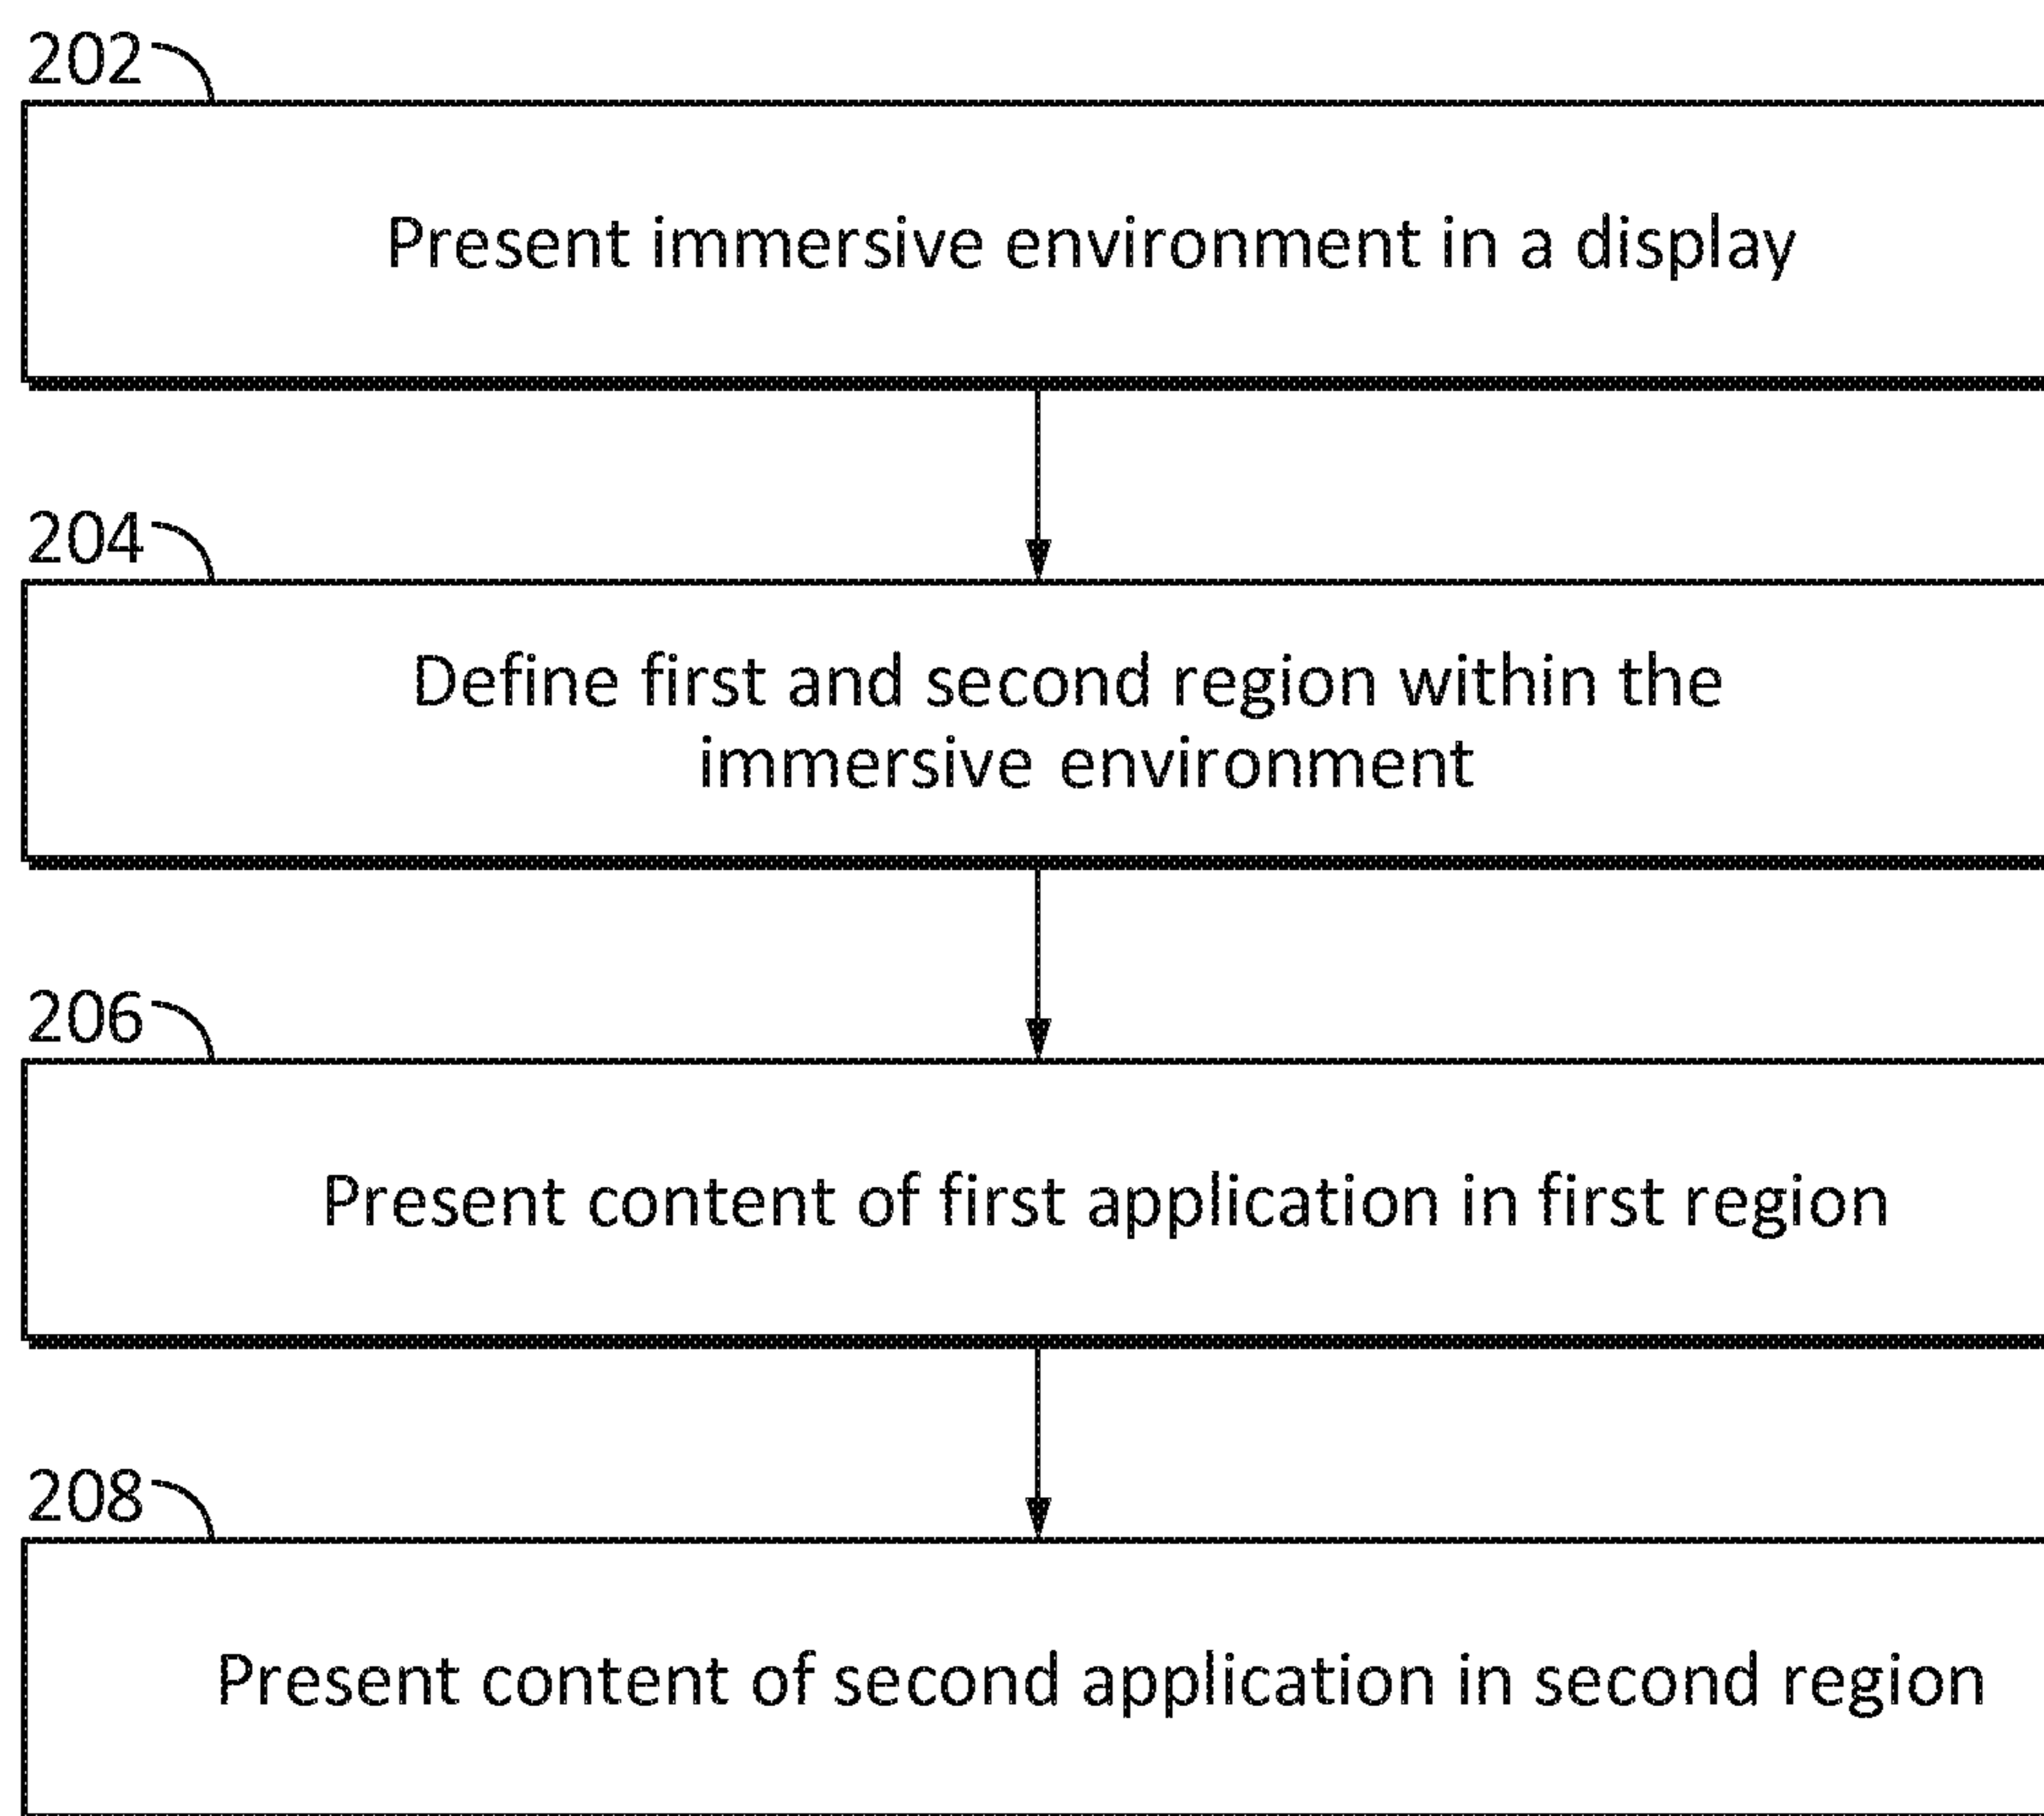 202
Present immersive environment in a display
204
Define first and second region within the
immersive environment
206
Present content of first application in first region
208
Present content of second application in second region